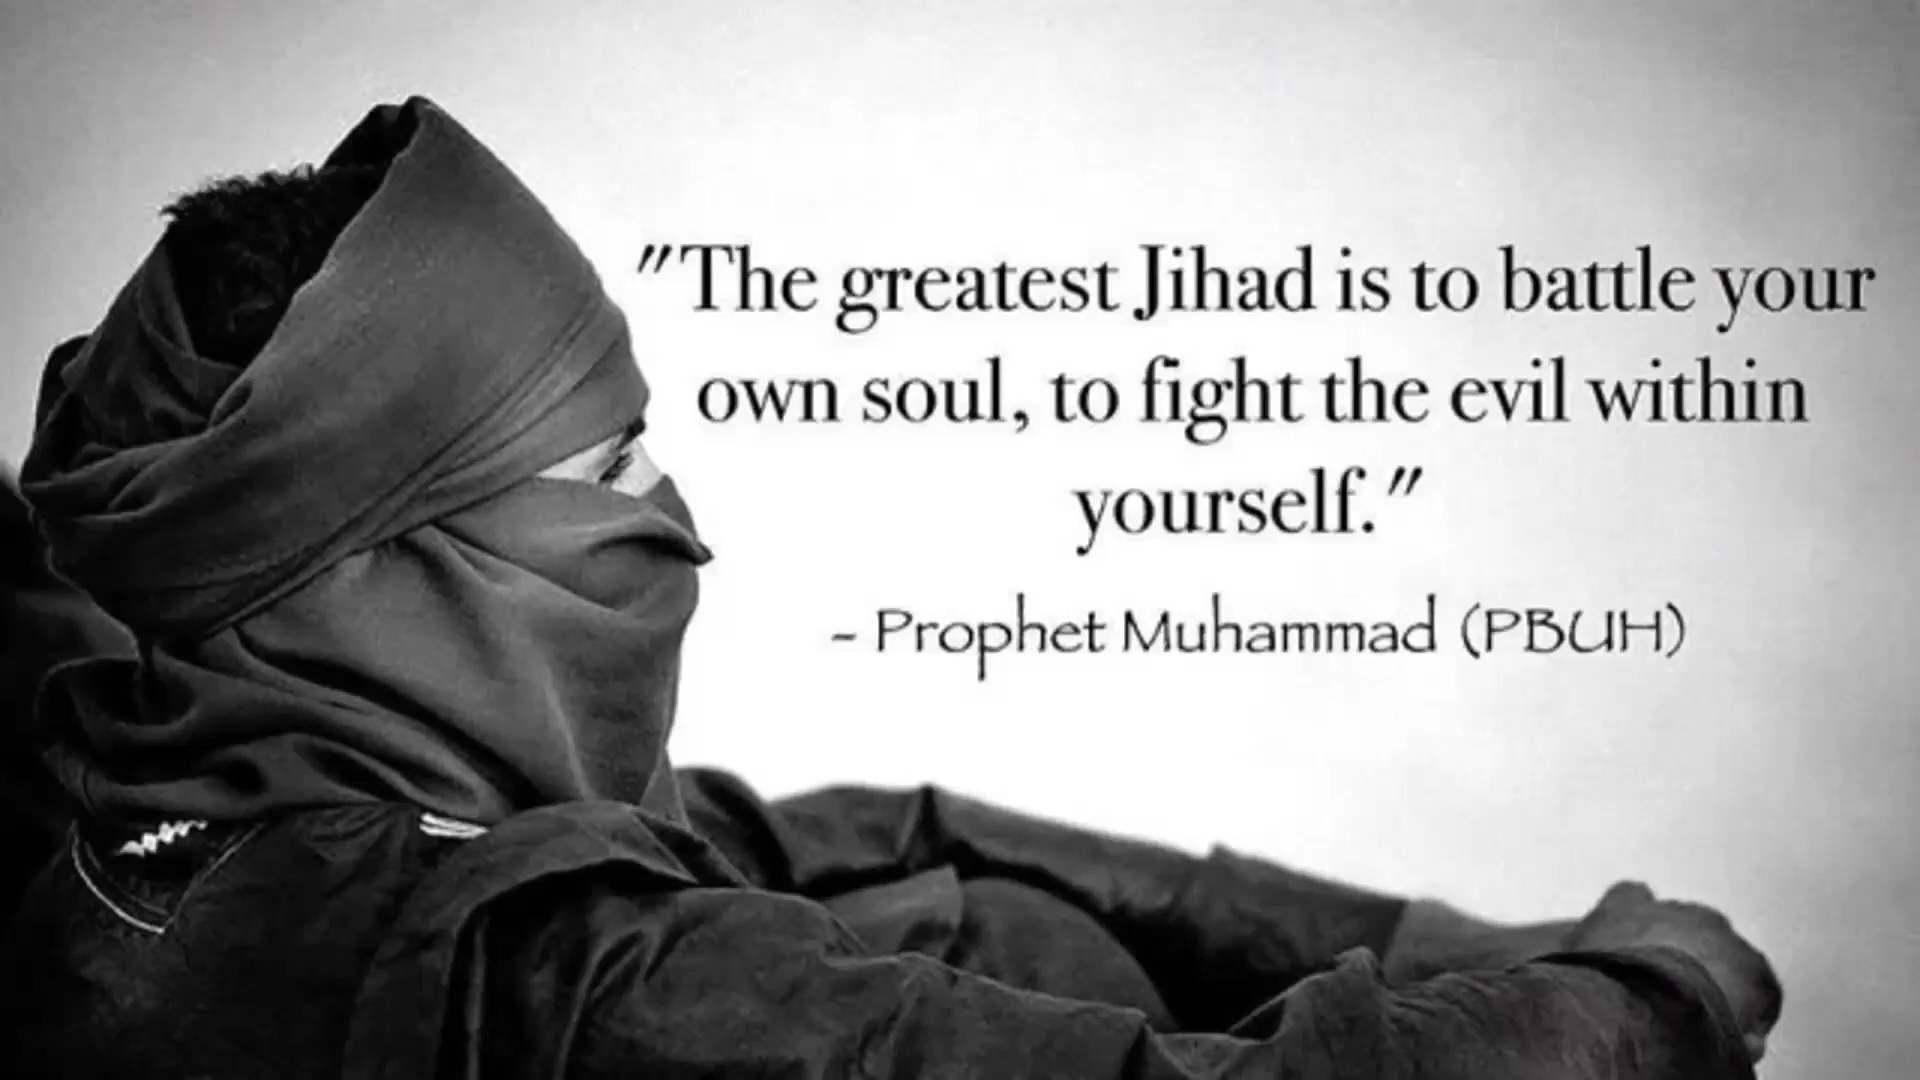 "The greatest Jihad is to battle your
own soul, to fight the evil within
yourself."
- Prophet Muhammad (PBUH)